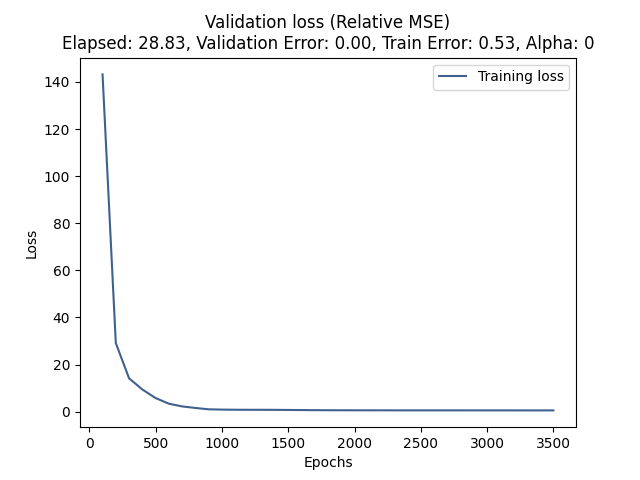 Validation loss (Relative MSE)
Elapsed: 28.83, Validation Error: 0.00, Train Error: 0.53, Alpha: 0
Training loss
140
120
100
80
60
40
20
0
Loss
0 500 1000 1500 2000 2500 3000 3500
Epochs